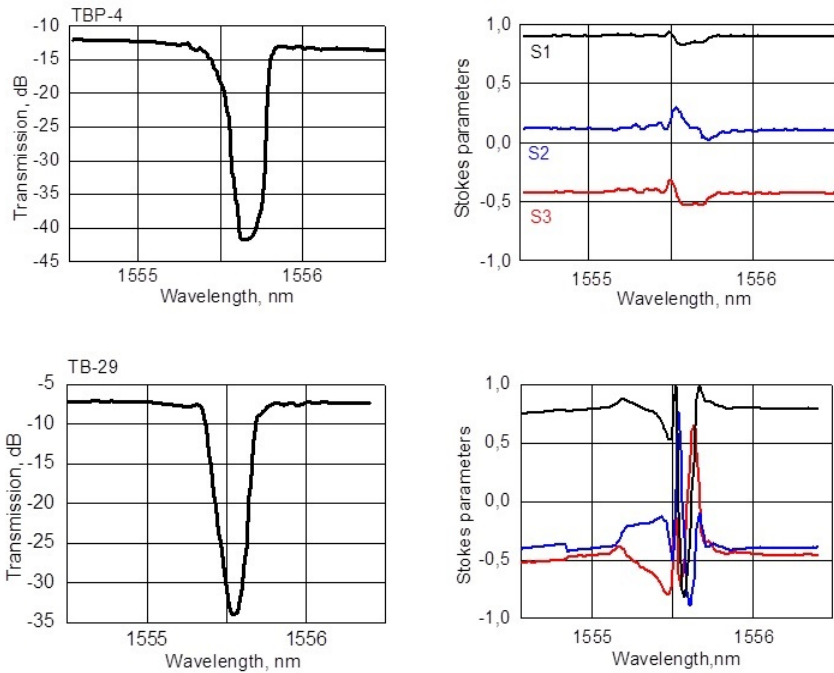 TBP-4
-10
-15
-20
-25
-30
-35
-40
-45
Transmission, dB
1555 1556
Wavelength, nm
1,0
0,5
0,0
-0,5
-1,0
Stokes parameters
S1
S2
S3
1555 1556
Wavelength, nm
TB-29
-5
-10
-15
-20
-25
-30
-35
Transmission, dB
1555 1556
Wavelength, nm
1,0
0,5
0,0
-0,5
-1,0
Stokes parameters
1555 1556
Wavelength,nm